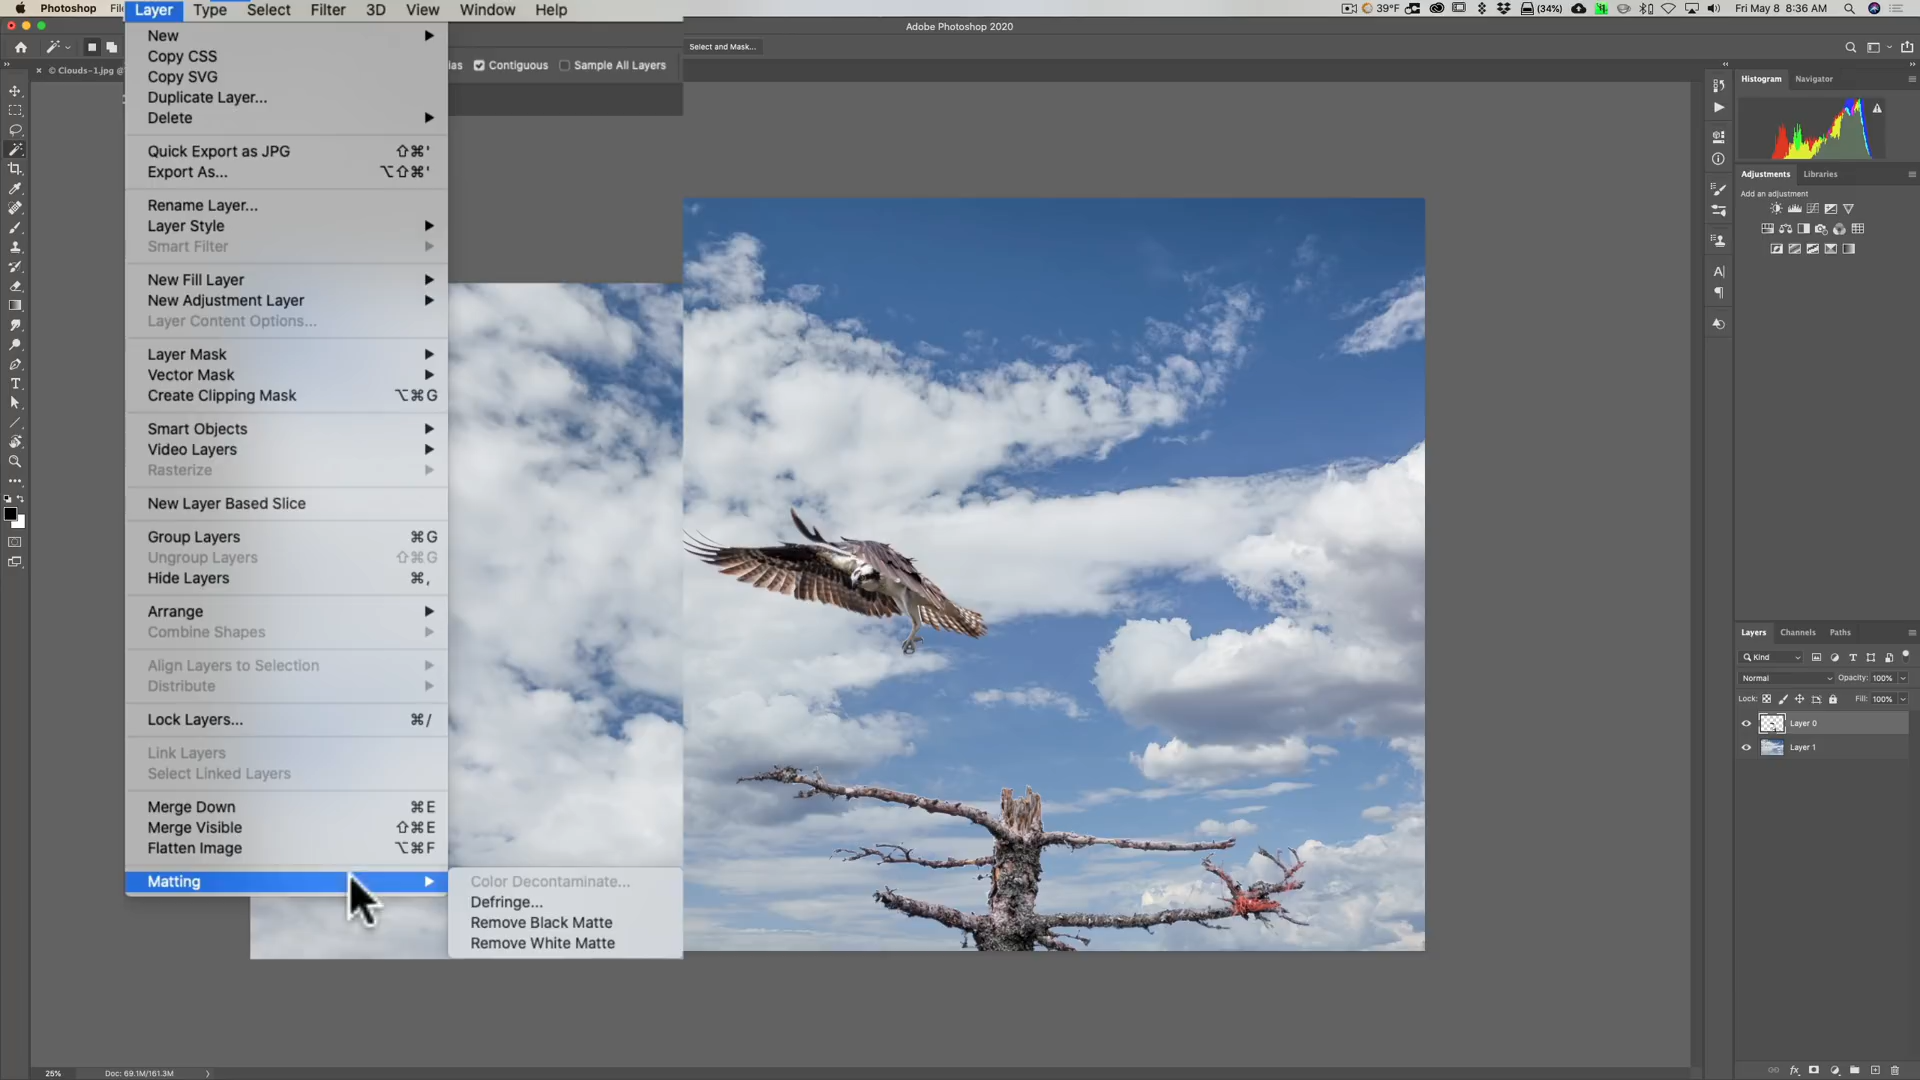 Photoshop Fil Layer Type Select Filter 3D View Window Help
(34%) Fri May 8 8:36 AM
39°F
Adobe Photoshop 2020
Select and Mask...
ias Contiguous Sample All Layers
© Clouds-1.jpg @
New
Copy CSS
Copy SVG
Duplicate Layer...
Delete
Quick Export as JPG ⇧⌘'
Export As... ⌥⇧⌘'
Rename Layer...
Layer Style
Smart Filter
New Fill Layer
New Adjustment Layer
Layer Content Options...
Layer Mask
Vector Mask
Create Clipping Mask ⌥⌘G
Smart Objects
Video Layers
Rasterize
New Layer Based Slice
Group Layers ⌘G
Ungroup Layers ⇧⌘G
Hide Layers ⌘,
Arrange
Combine Shapes
Align Layers to Selection
Distribute
Lock Layers... ⌘/
Link Layers
Select Linked Layers
Merge Down ⌘E
Merge Visible ⇧⌘E
Flatten Image ⌥⌘F
Matting
Color Decontaminate...
Defringe...
Remove Black Matte
Remove White Matte
Histogram Navigator
Adjustments Libraries
Add an adjustment
Layers Channels Paths
Kind
Normal Opacity: 100%
Lock: Fill: 100%
Layer 0
Layer 1
25% Doc: 69.1M/161.3M